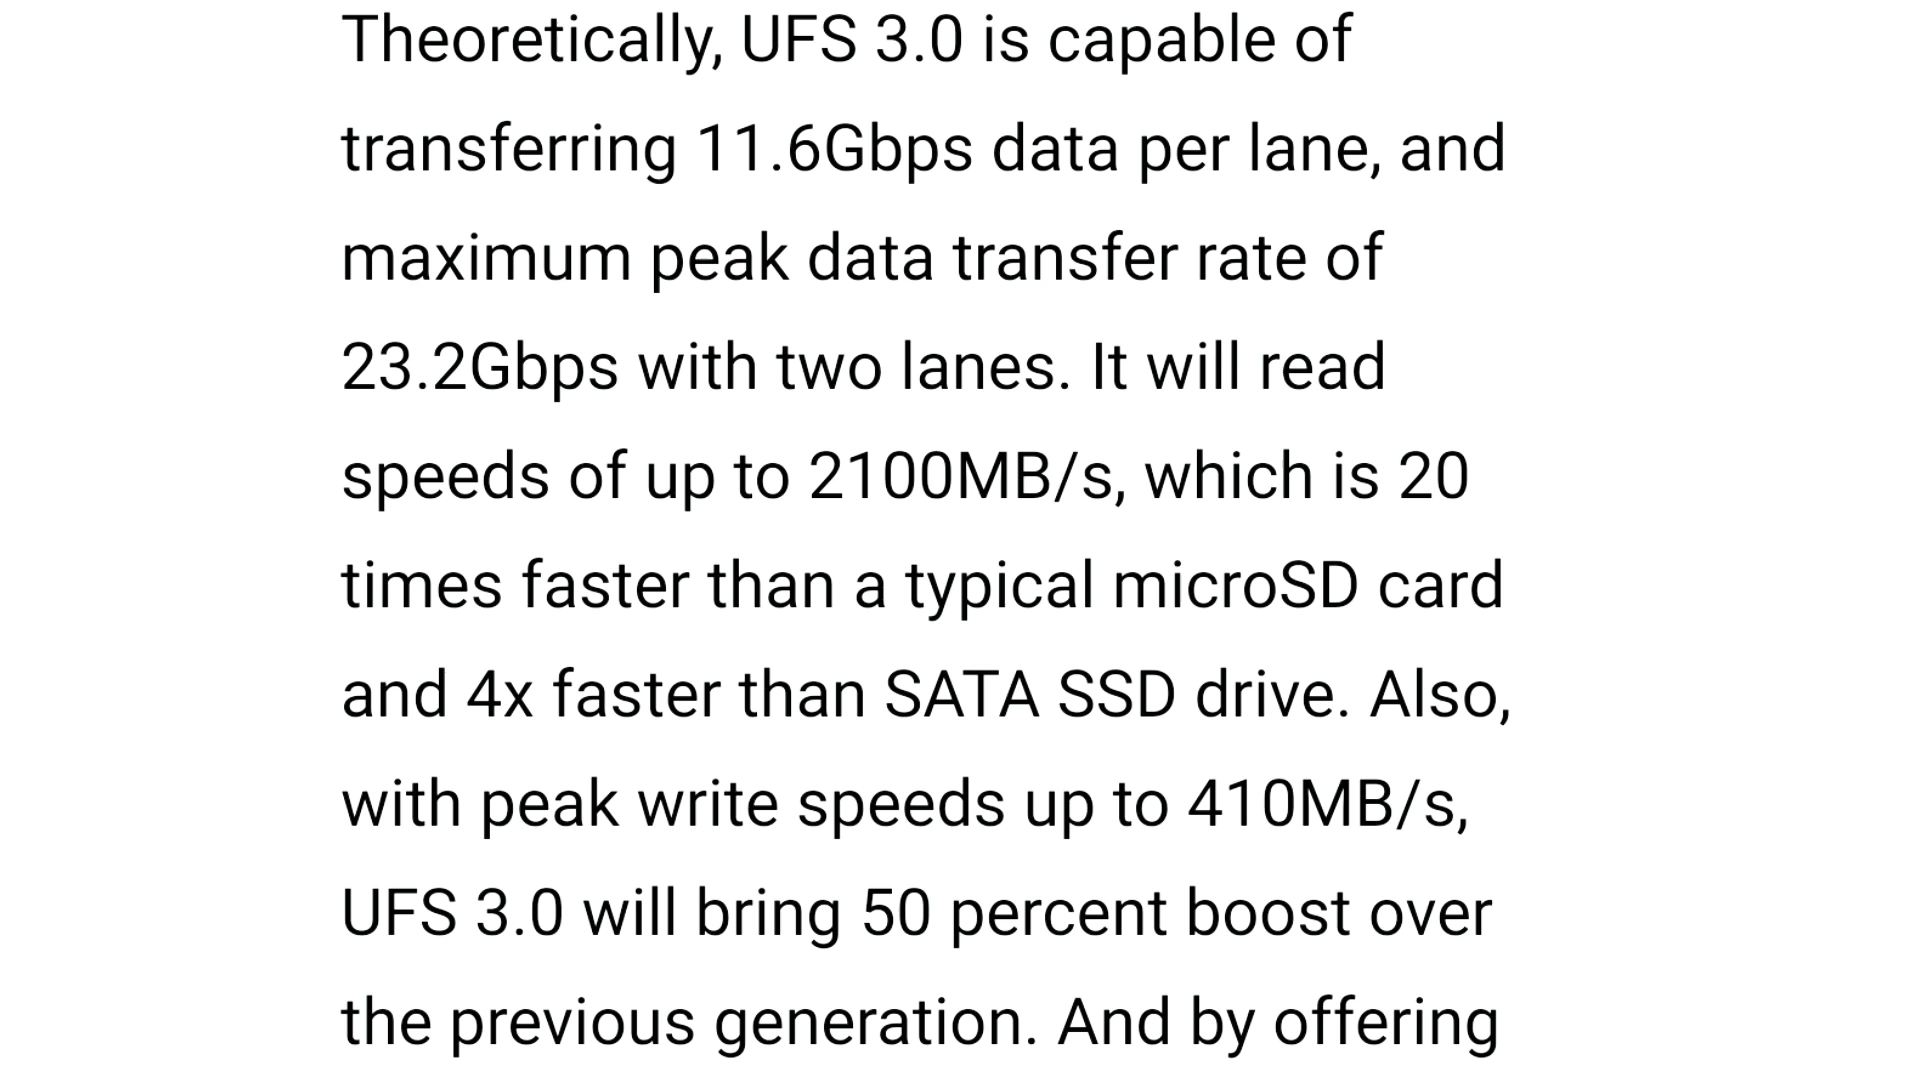 Theoretically, UFS 3.0 is capable of
transferring 11.6Gbps data per lane, and
maximum peak data transfer rate of
23.2Gbps with two lanes. It will read
speeds of up to 2100MB/s, which is 20
times faster than a typical microSD card
and 4x faster than SATA SSD drive. Also,
with peak write speeds up to 410MB/s,
UFS 3.0 will bring 50 percent boost over
the previous generation. And by offering